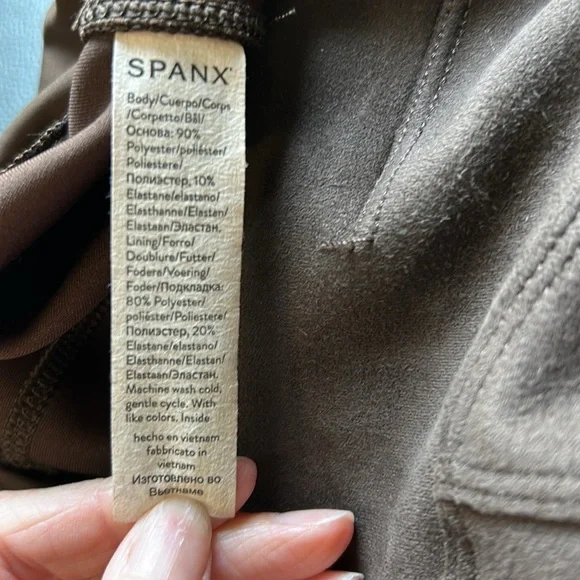 SPANX
Body/Cuerpo/Corps
/Corpetto/Bål/
Основа: 90%
Polyester/poliéster/
Poliestere/
Полиэстер, 10%
Elastane/elastano/
Elasthanne/Elastan/
Elastaan/Эластан.
Lining/Forro/
Doublure/Futter/
Fodera/Voering/
Foder/Подкладка:
80% Polyester/
poliéster/Poliestere/
Полиэстер, 20%
Elastane/elastano/
Elasthanne/Elastan/
Elastaan/Эластан
Machine wash cold,
gentle cycle. With
like colors. Inside
hecho en vietnam
fabbricato in
vietnam
Изготовлено во
Вьетнаме